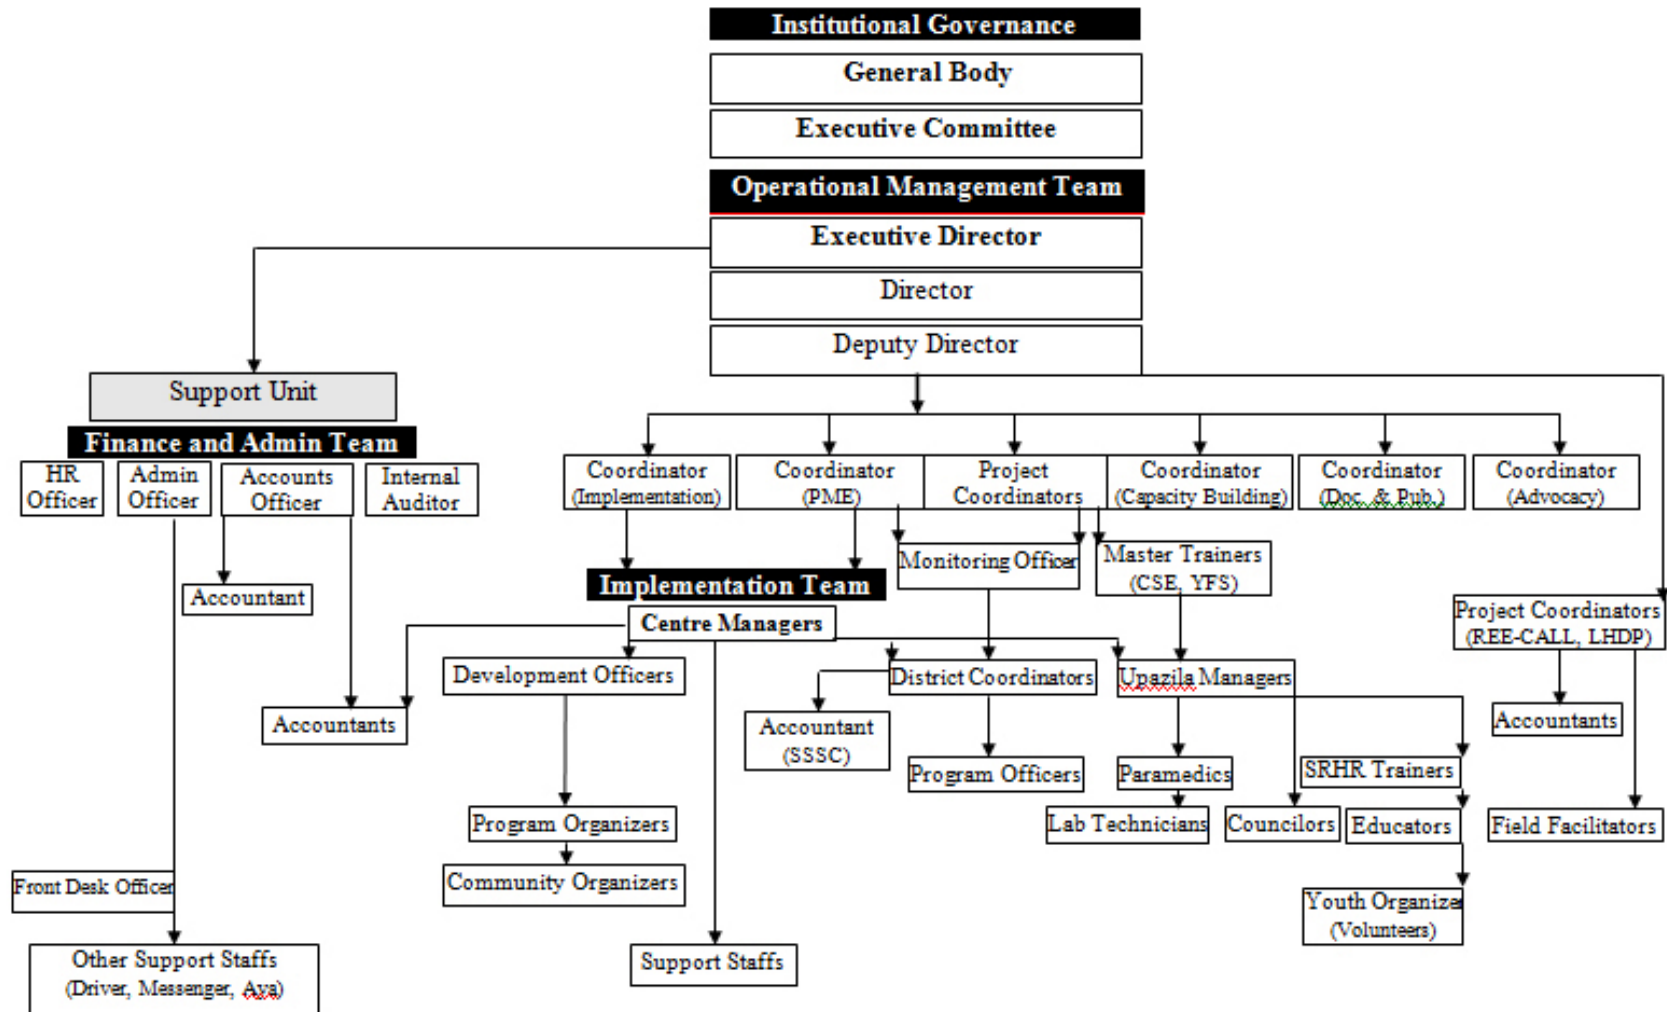 Institutional Governance
General Body
Executive Committee
Operational Management Team
Executive Director
Director
Deputy Director
Support Unit
Finance and Admin Team
HR
Officer
Admin
Officer
Accounts
Officer
Internal
Auditor
Coordinator
(Implementation)
Coordinator
(PME)
Project
Coordinators
Coordinator
(Capacity Building)
Coordinator
(Doc. & Pub.)
Coordinator
(Advocacy)
Monitoring Officer
Master Trainers
(CSE, YFS)
Implementation Team
Accountant
Centre Managers
Project Coordinators
(REE-CALL, LHDP)
Development Officers
District Coordinators
Upazila Managers
Accountants
Accountant
(SSSC)
Accountants
Program Officers
Paramedics
SRHR Trainers
Program Organizers
Lab Technicians
Councilors
Educators
Field Facilitators
Front Desk Officer
Community Organizers
Youth Organize
(Volunteers)
Other Support Staffs
(Driver, Messenger, Aya)
Support Staffs